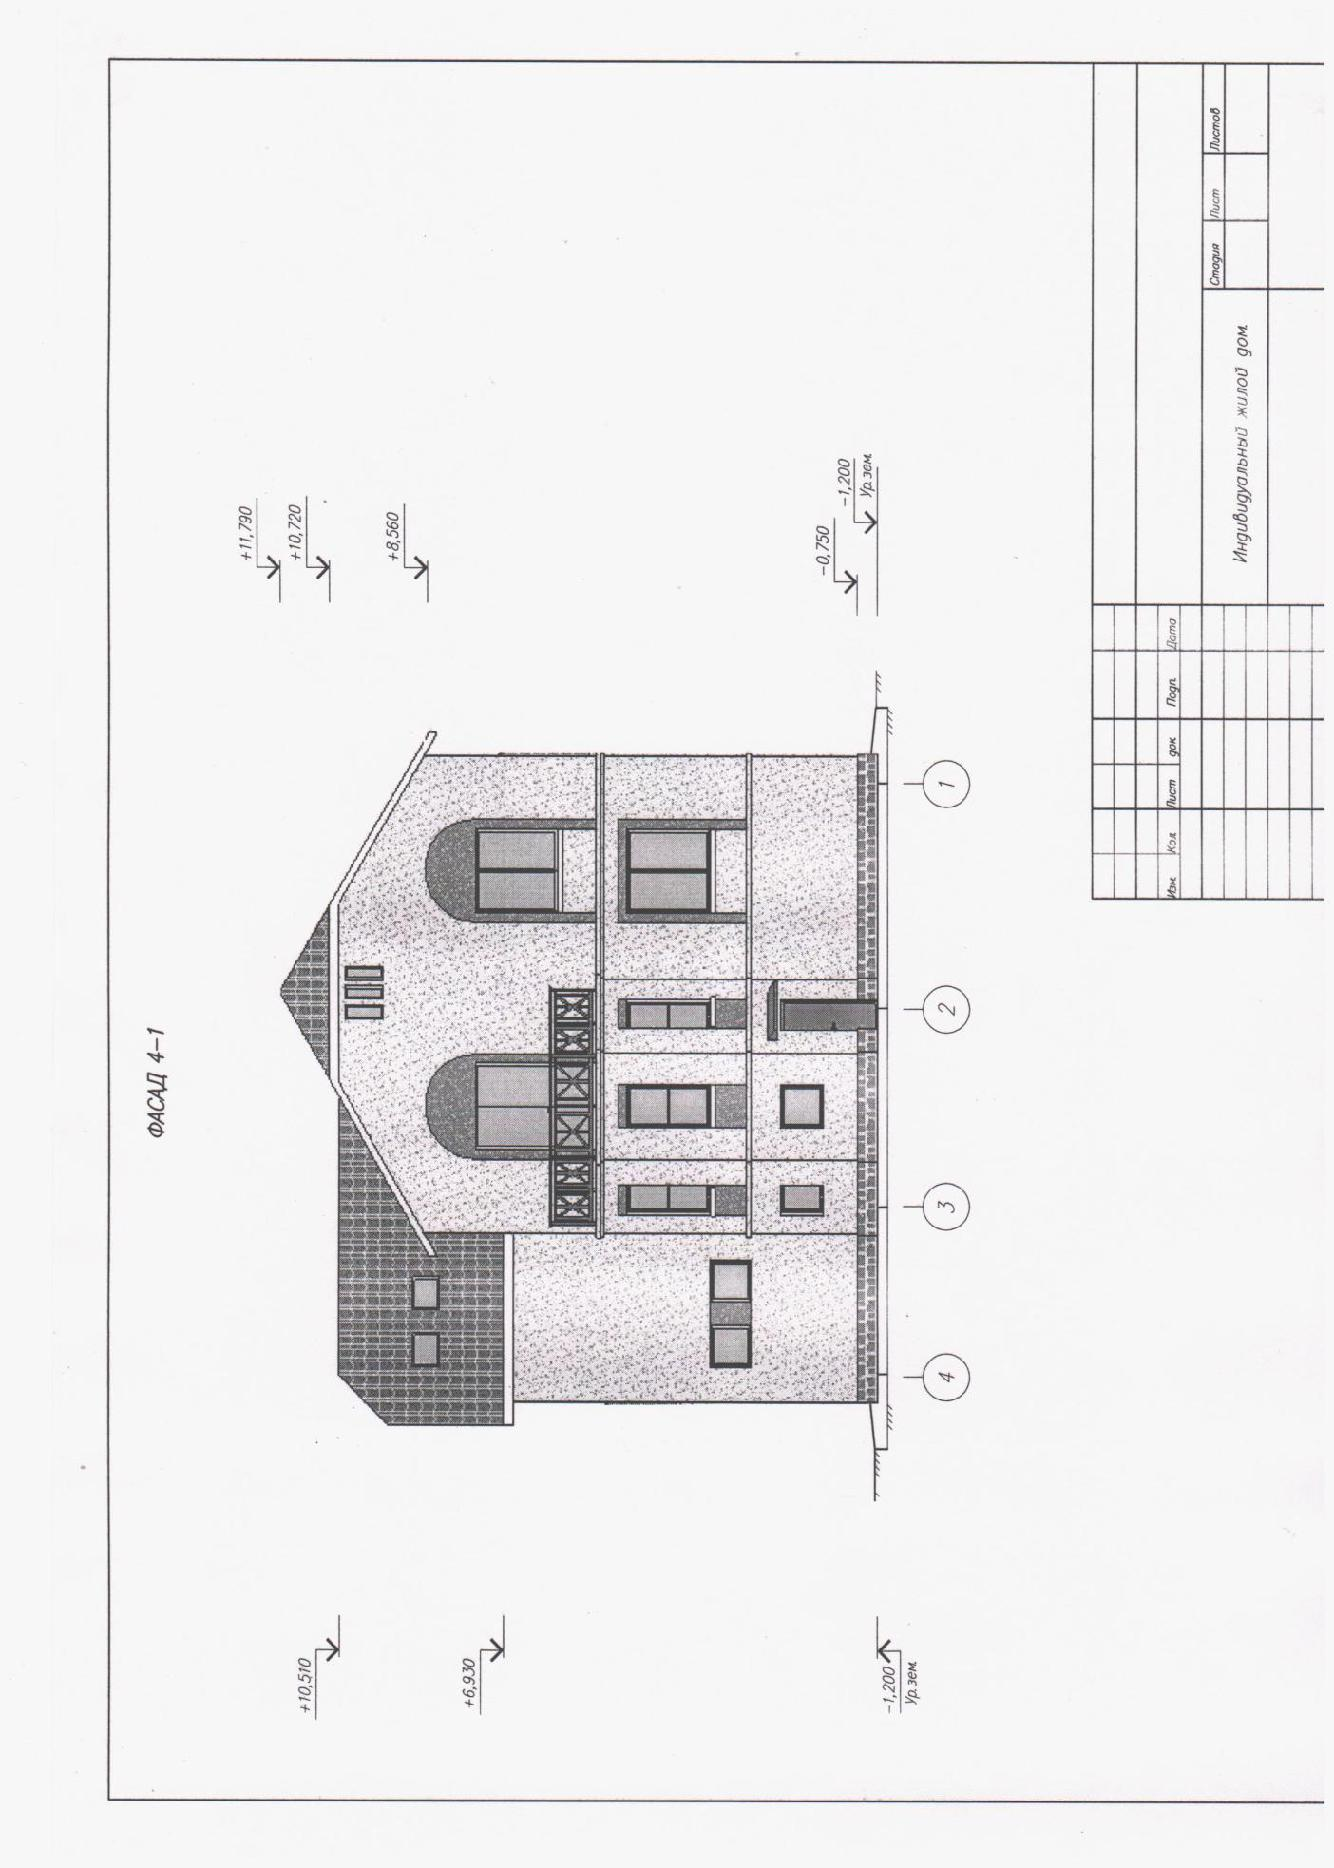 ФАСАД 4-1
+11,790
+10,720
+8,560
-0,750
-1,200
Ур.зем.
+10,510
+6,930
-1,200
Ур.зем.
4
3
2
1
Изм.
Кол.
Лист
док.
Подп.
Дата
Индивидуальный жилой дом.
Стадия
Лист
Листов